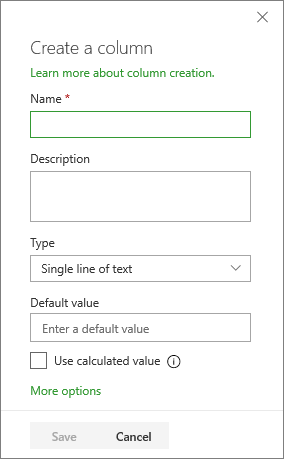 Create a column
Learn more about column creation.
Name *
Description
Type
Single line of text
Default value
Enter a default value
Use calculated value
More options
Save Cancel